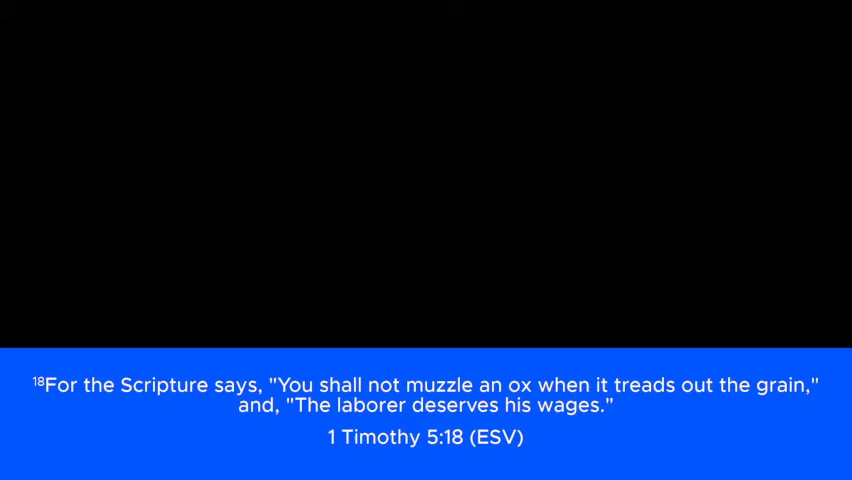 ¹⁸For the Scripture says, "You shall not muzzle an ox when it treads out the grain,"
and, "The laborer deserves his wages."
1 Timothy 5:18 (ESV)